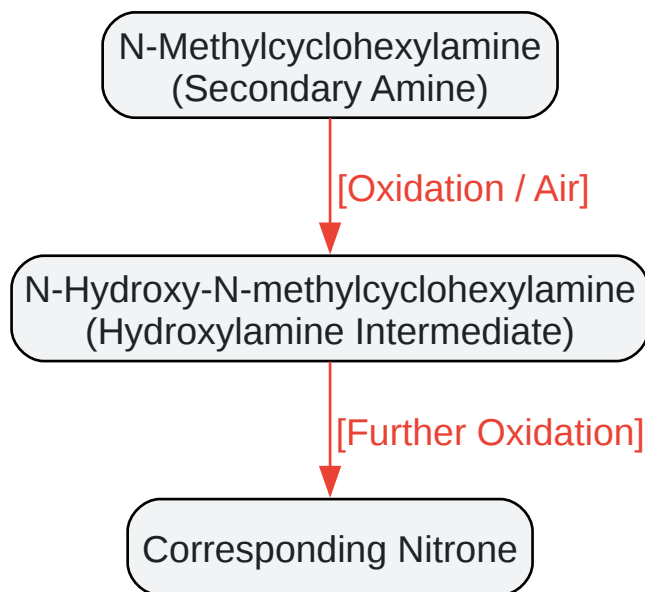 N-Methylcyclohexylamine
(Secondary Amine)
[Oxidation / Air]
N-Hydroxy-N-methylcyclohexylamine
(Hydroxylamine Intermediate)
[Further Oxidation]
Corresponding Nitrone